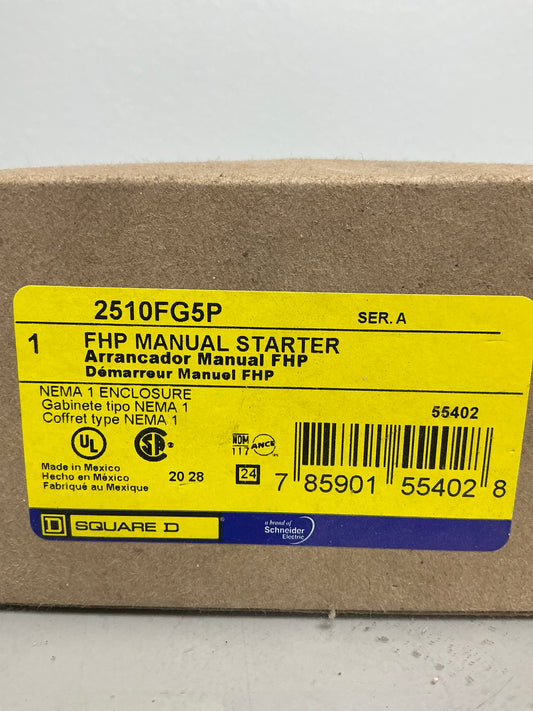 2510FG5P SER. A
1 FHP MANUAL STARTER
Arrancador Manual FHP
Démarreur Manuel FHP
NEMA 1 ENCLOSURE
Gabinete tipo NEMA 1
Coffret type NEMA 1
55402
UL
SA
NOM
117
ANCE
Made in Mexico
Hecho en México
Fabriqué au Mexique
20 28
24
7 85901 55402 8
D SQUARE D
a brand of
Schneider
Electric